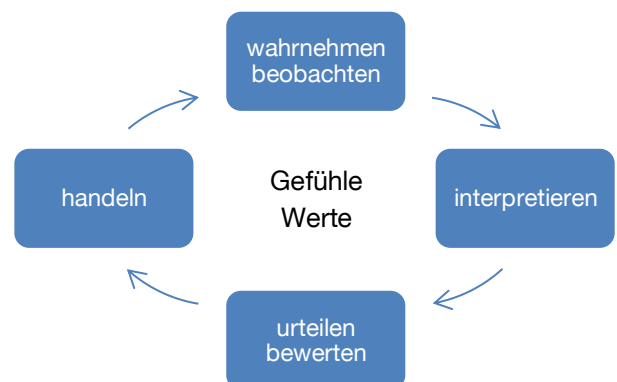 wahrnehmen
beobachten
handeln
Gefühle
Werte
interpretieren
urteilen
bewerten